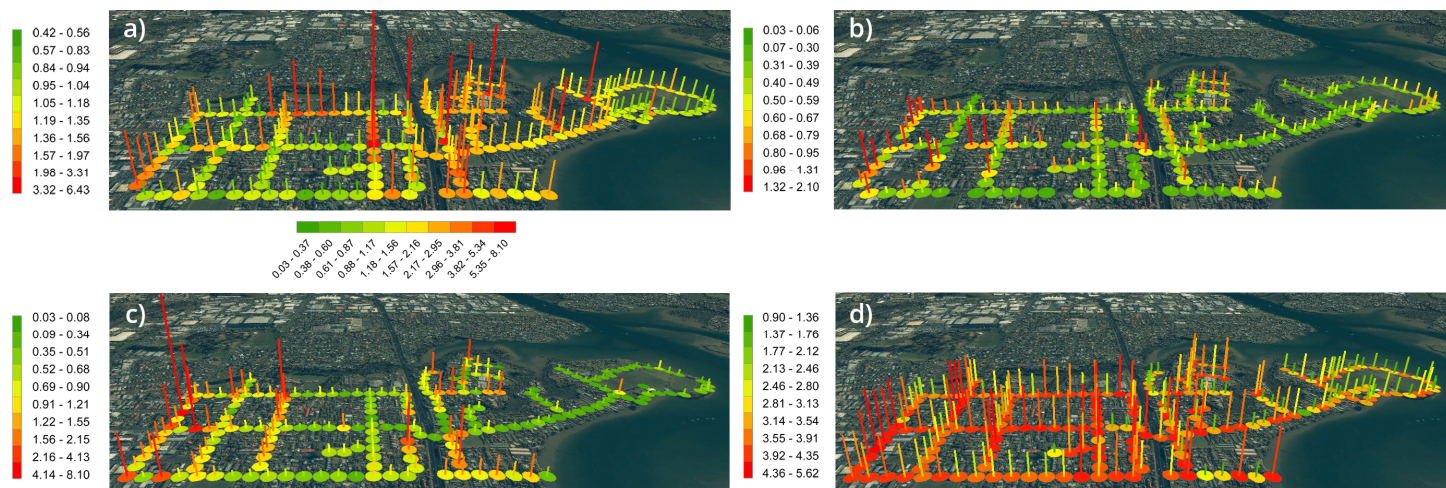 a)
0.42 - 0.56
0.57 - 0.83
0.84 - 0.94
0.95 - 1.04
1.05 - 1.18
1.19 - 1.35
1.36 - 1.56
1.57 - 1.97
1.98 - 3.31
3.32 - 6.43
b)
0.03 - 0.06
0.07 - 0.30
0.31 - 0.39
0.40 - 0.49
0.50 - 0.59
0.60 - 0.67
0.68 - 0.79
0.80 - 0.95
0.96 - 1.31
1.32 - 2.10
0.03 - 0.37
0.38 - 0.60
0.61 - 0.87
0.88 - 1.17
1.18 - 1.56
1.57 - 2.16
2.17 - 2.95
2.96 - 3.81
3.82 - 5.34
5.35 - 8.10
c)
0.03 - 0.08
0.09 - 0.34
0.35 - 0.51
0.52 - 0.68
0.69 - 0.90
0.91 - 1.21
1.22 - 1.55
1.56 - 2.15
2.16 - 4.13
4.14 - 8.10
d)
0.90 - 1.36
1.37 - 1.76
1.77 - 2.12
2.13 - 2.46
2.46 - 2.80
2.81 - 3.13
3.14 - 3.54
3.55 - 3.91
3.92 - 4.35
4.36 - 5.62